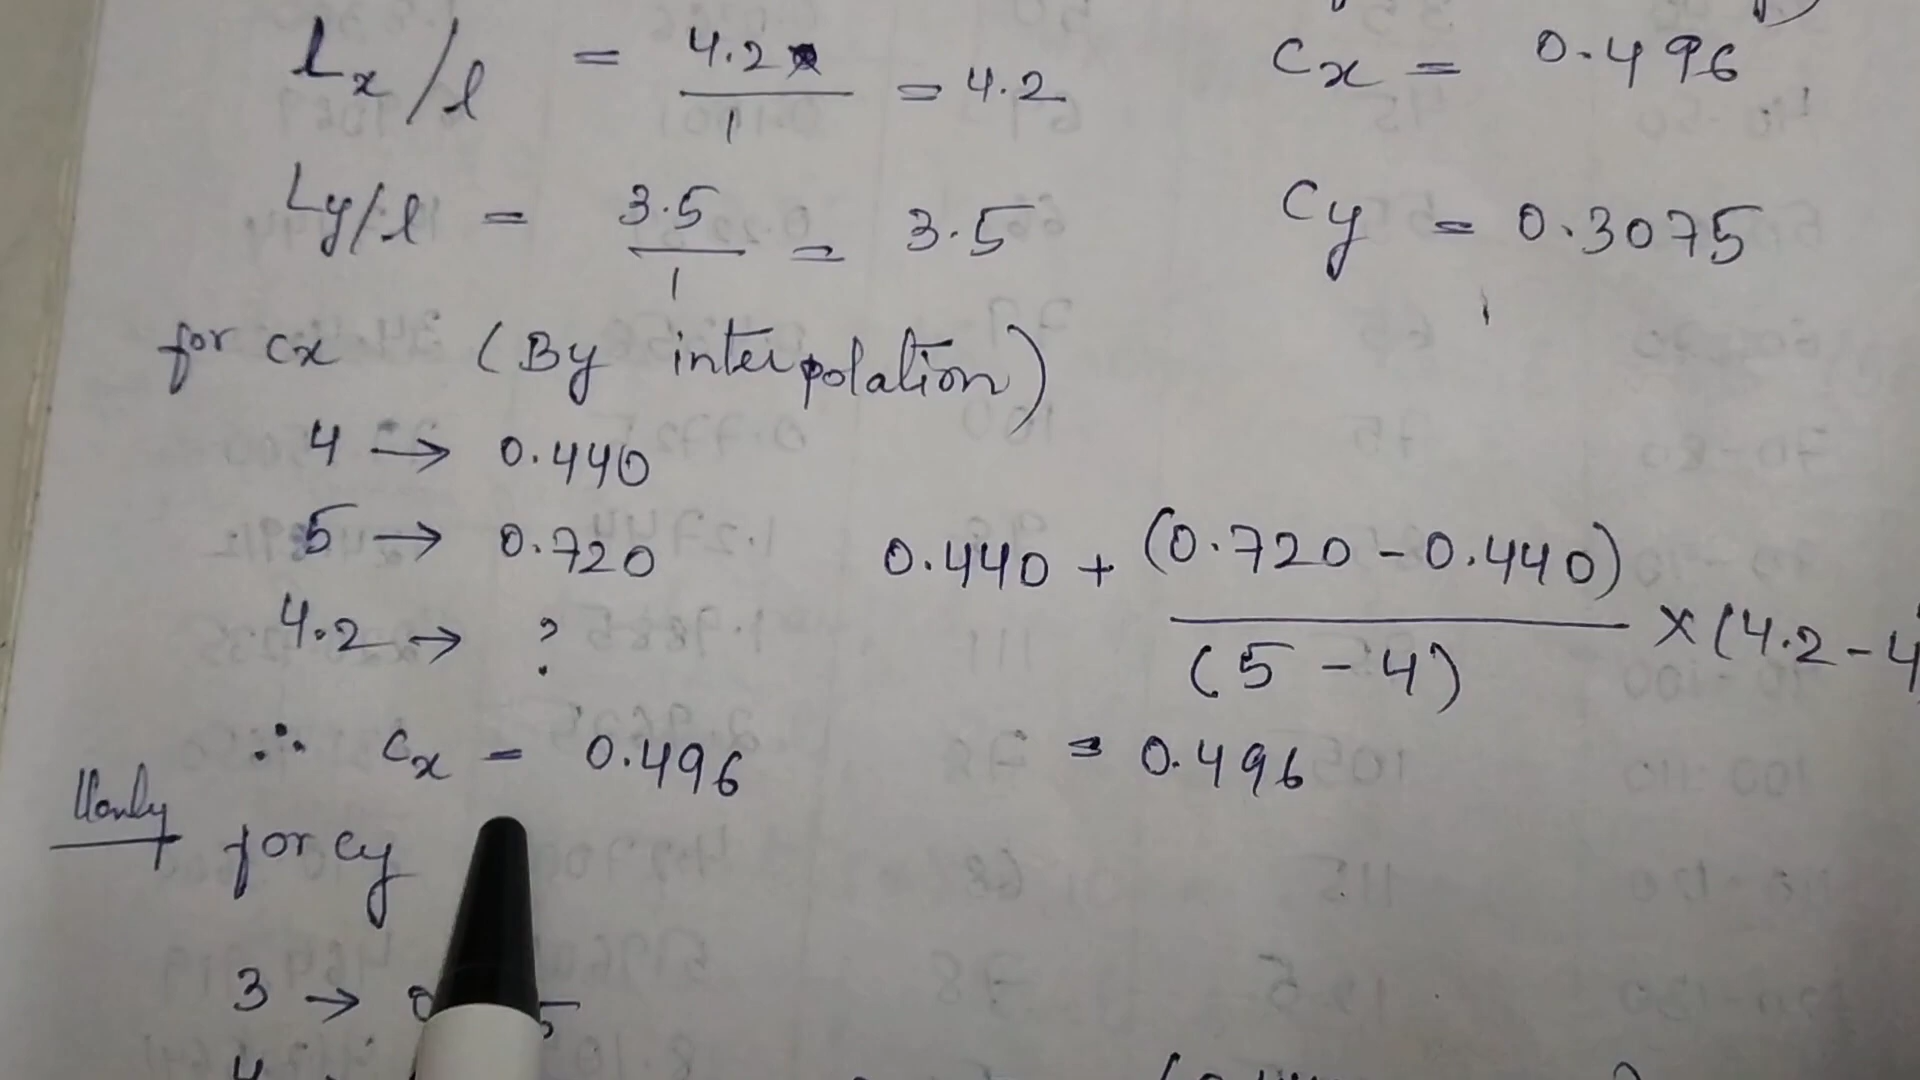 Lx/l = 4.2/1 = 4.2 Cx = 0.496
Ly/l = 3.5/1 = 3.5 Cy = 0.3075
for cx (By interpolation)
4 → 0.440
5 → 0.720 0.440 + (0.720 - 0.440)/(5 - 4) × (4.2 - 4
4.2 → ?
∴ Cx = 0.496 = 0.496
for cy
3 →